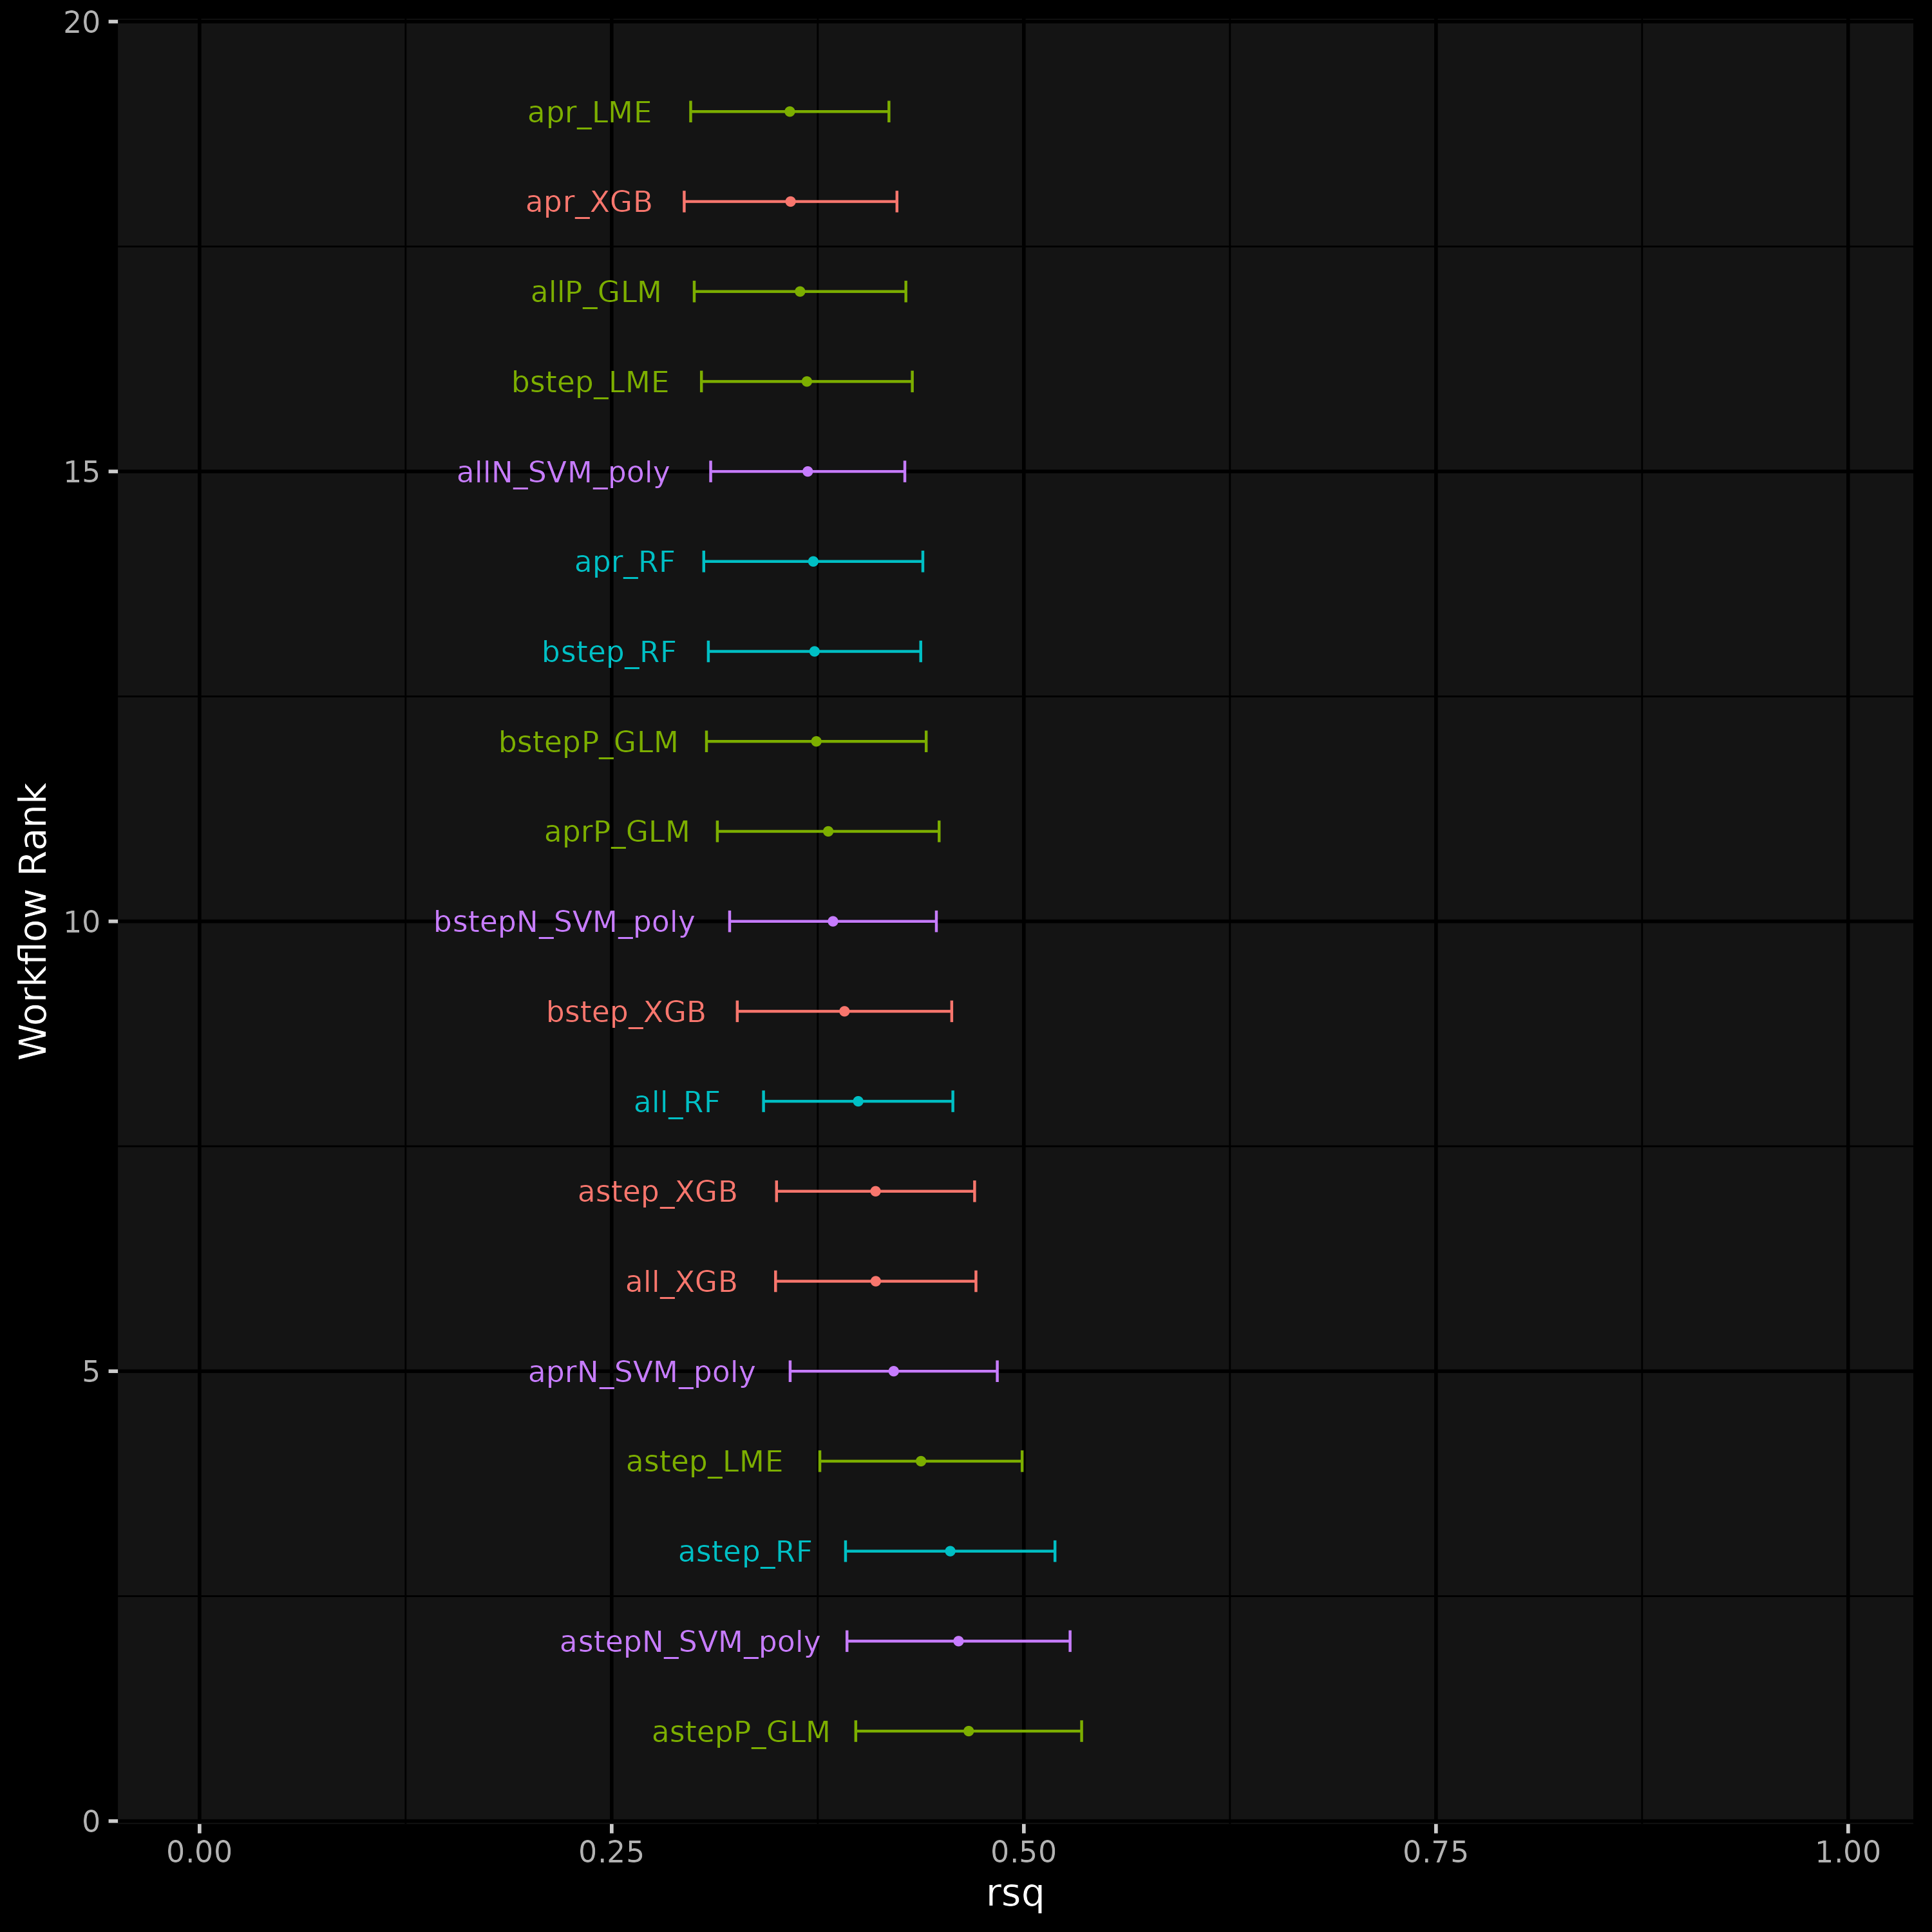 20
apr_LME
apr_XGB
allP_GLM
bstep_LME
15
allN_SVM_poly
apr_RF
bstep_RF
bstepP_GLM
aprP_GLM
Workflow Rank
10
bstepN_SVM_poly
bstep_XGB
all_RF
astep_XGB
all_XGB
5
aprN_SVM_poly
astep_LME
astep_RF
astepN_SVM_poly
astepP_GLM
0
0.00
0.25
0.50
0.75
1.00
rsq